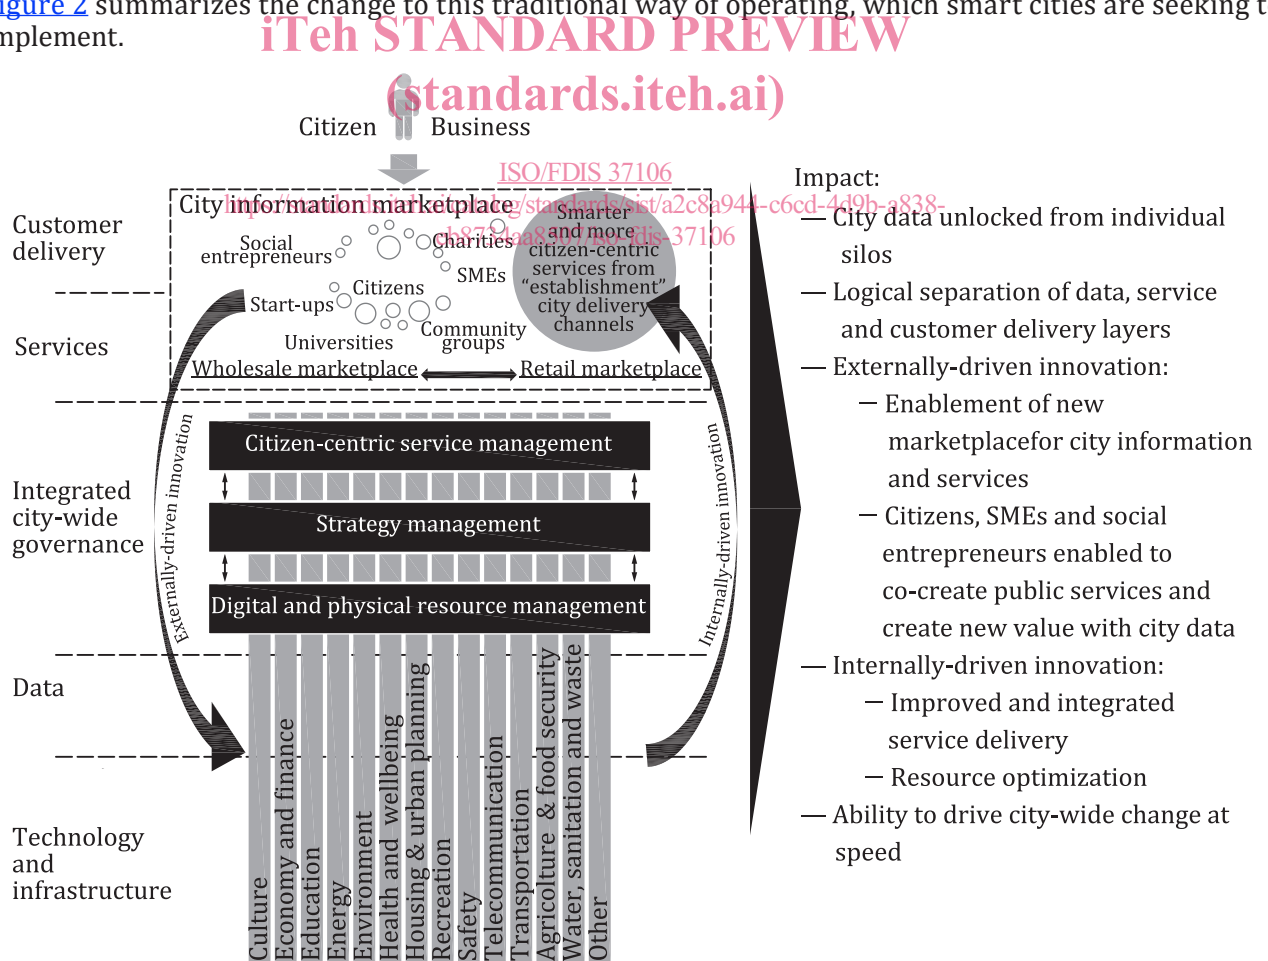 Figure 2 summarizes the change to this traditional way of operating, which smart cities are seeking t
mplement.
iTeh STANDARD PREVIEW
(standards.iteh.ai)
Citizen
Business
ISO/FDIS 37106
City information marketplace
Customer
delivery
Services
Integrated
city-wide
governance
Data
Technology
and
infrastructure
Social
entrepreneurs
Charities
SMEs
Citizens
Start-ups
Community
groups
Universities
Smarter
and more
citizen-centric
services from
“establishment”
city delivery
channels
Wholesale marketplace
Retail marketplace
Externally-driven innovation
Internally-driven innovation
Citizen-centric service management
Strategy management
Digital and physical resource management
Culture
Economy and finance
Education
Energy
Environment
Health and wellbeing
Housing & urban planning
Recreation
Safety
Telecommunication
Transportation
Agricolture & food security
Water, sanitation and waste
Other
Impact:
— City data unlocked from individual
silos
— Logical separation of data, service
and customer delivery layers
— Externally-driven innovation:
— Enablement of new
marketplacefor city information
and services
— Citizens, SMEs and social
entrepreneurs enabled to
co-create public services and
create new value with city data
— Internally-driven innovation:
— Improved and integrated
service delivery
— Resource optimization
— Ability to drive city-wide change at
speed